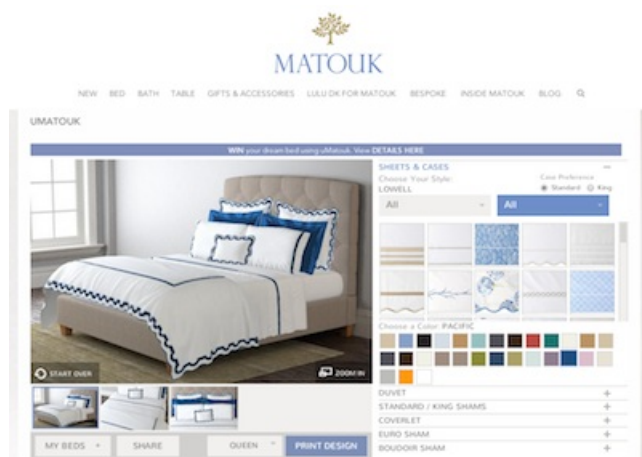 MATOUK
NEW BED BATH TABLE GIFTS & ACCESSORIES LULU DK FOR MATOUK BESPOKE INSIDE MATOUK BLOG
UMATOUK
WIN your dream bed using uMatouk. View DETAILS HERE
SHEETS & CASES
Choose Your Style:
LOWELL
Case Preference
Standard King
All All
Choose a Color: PACIFIC
START OVER ZOOM IN
DUVET
STANDARD / KING SHAMS
COVERLET
EURO SHAM
BOUDOIR SHAM
MY BEDS SHARE QUEEN PRINT DESIGN